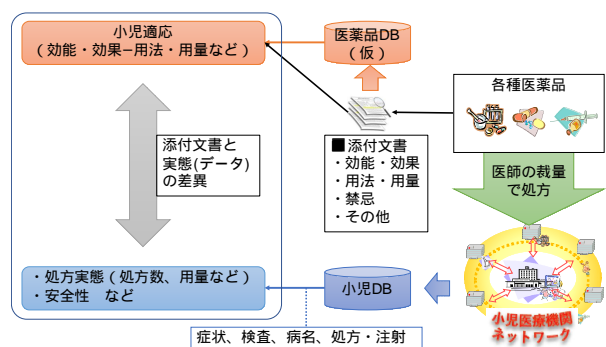 小児適応
（効能・効果−用法・用量など）
医薬品DB
（仮）
各種医薬品
添付文書と
実態(データ)
の差異
■添付文書
・効能・効果
・用法・用量
・禁忌
・その他
医師の裁量
で処方
・処方実態（処方数、用量など）
・安全性　など
小児DB
小児医療機関
ネットワーク
症状、検査、病名、処方・注射